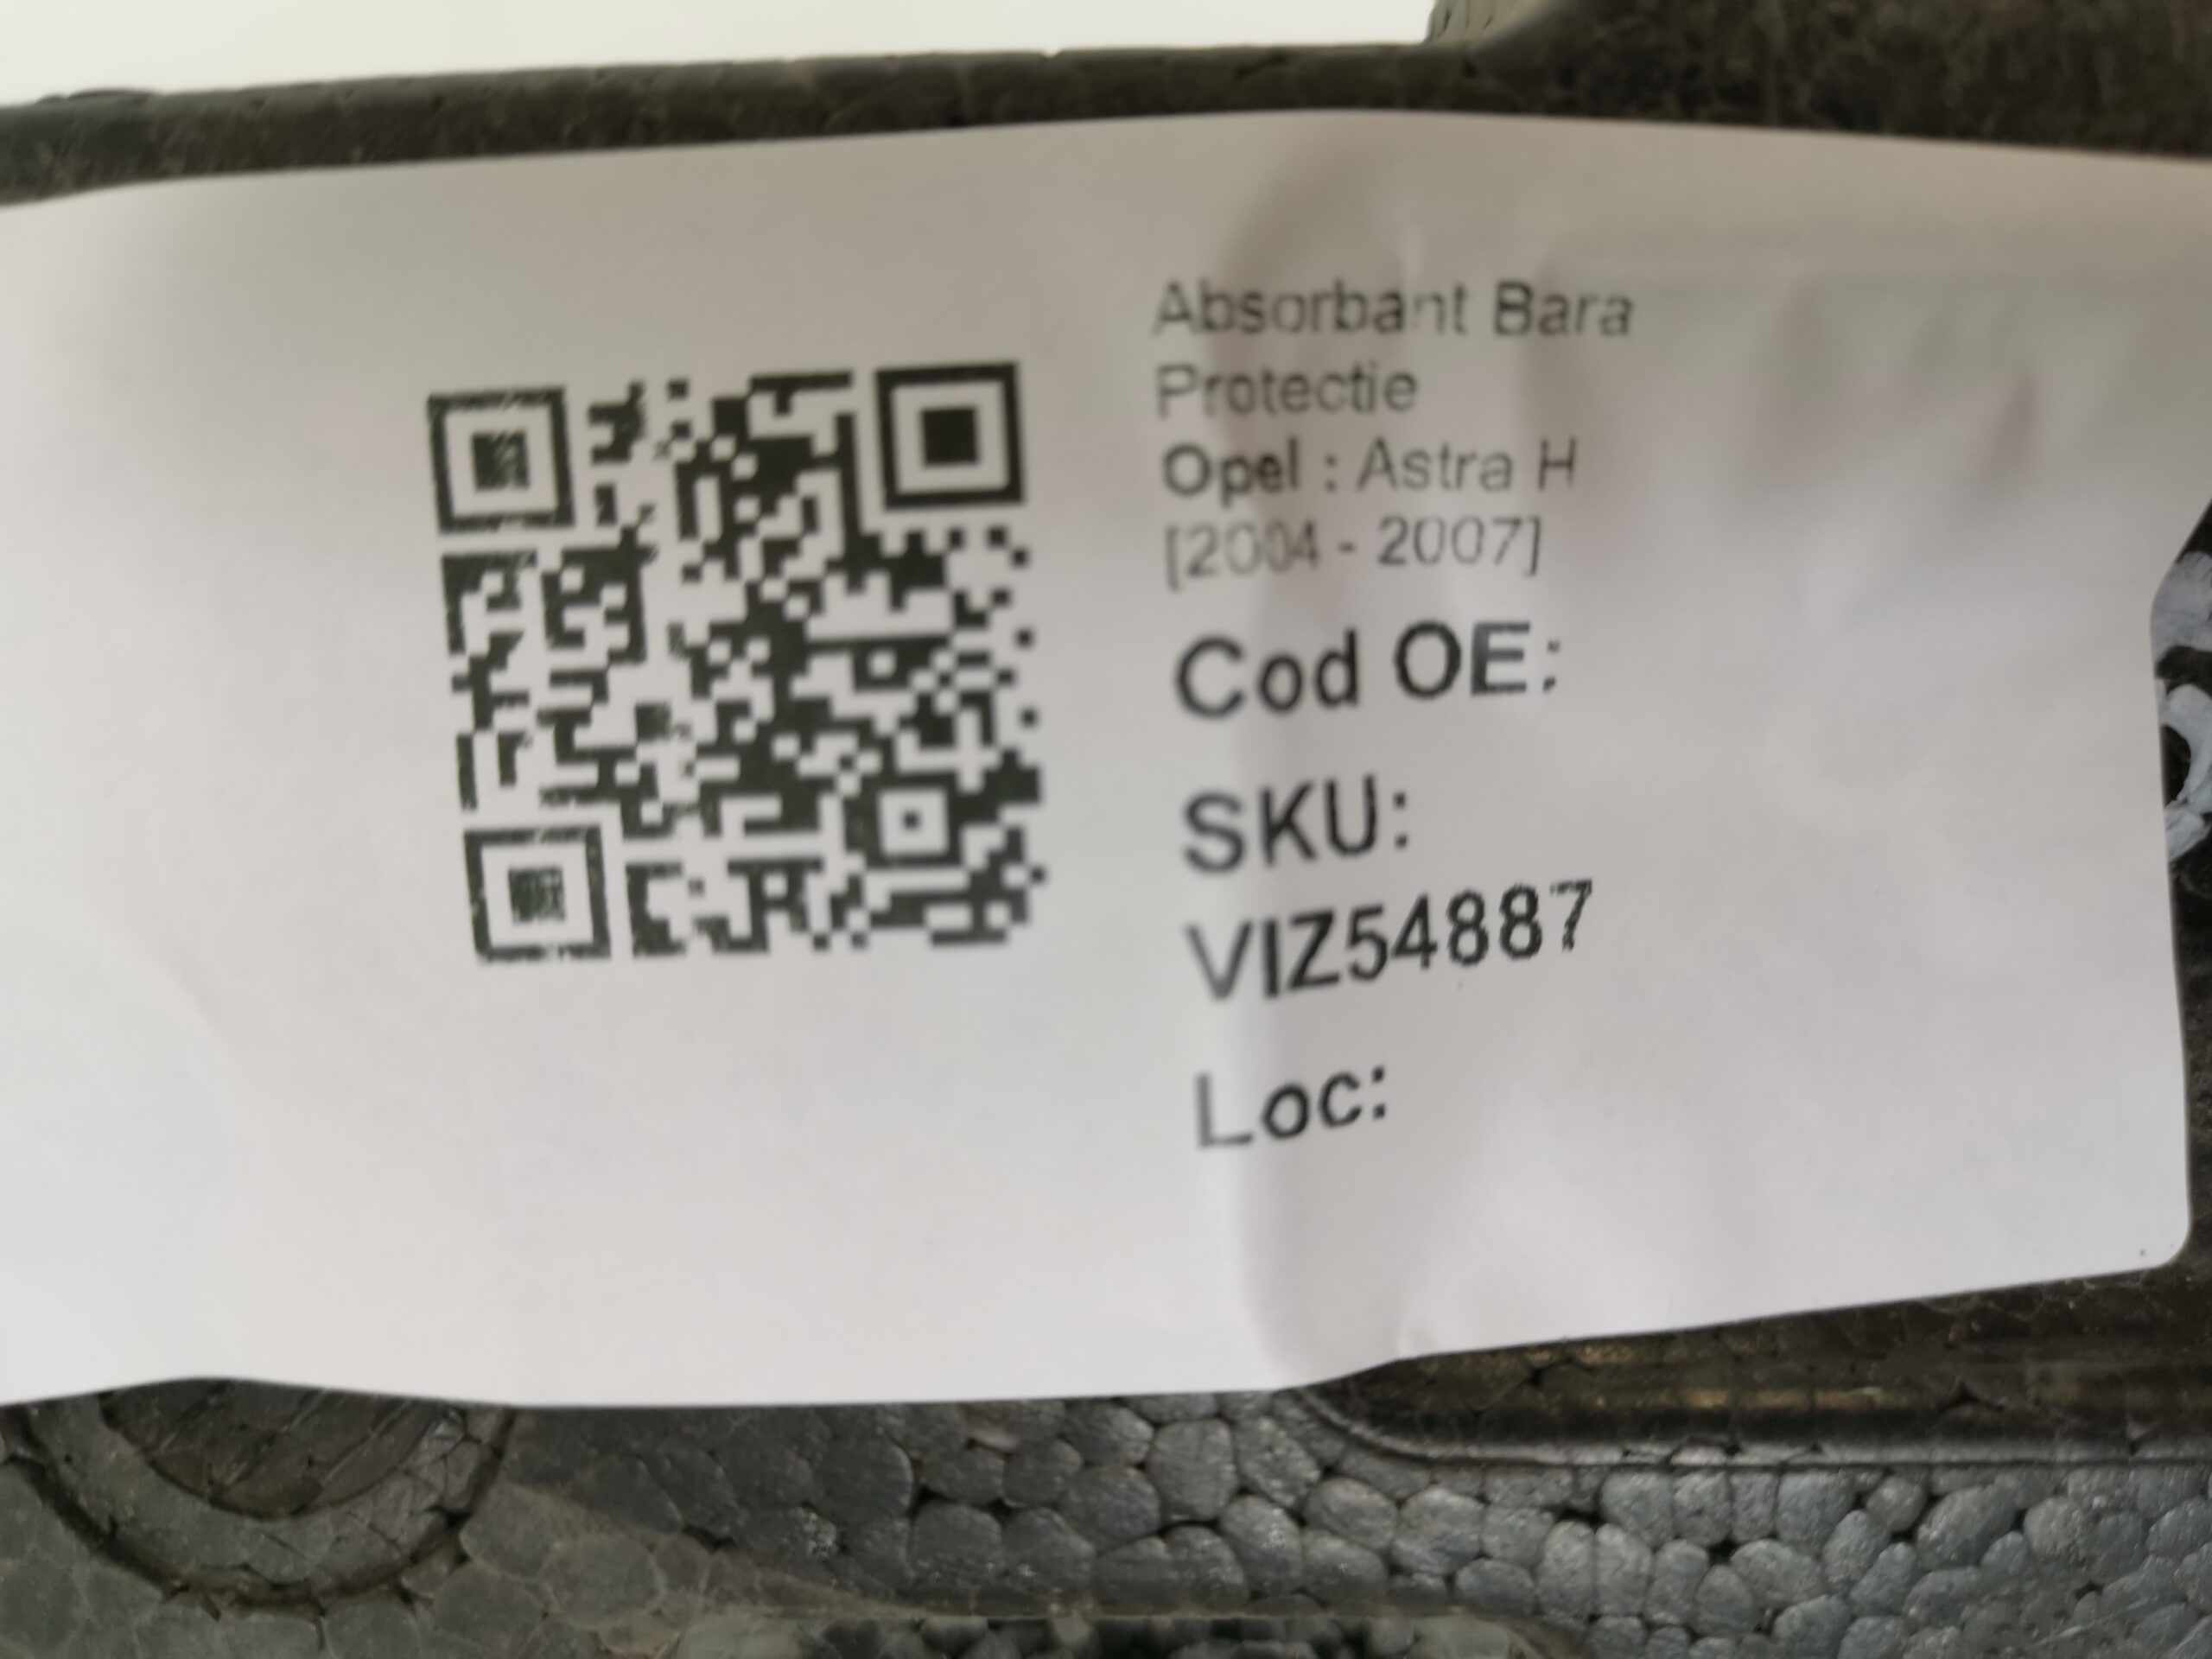 Absorbant Bara
Protectie
Opel : Astra H
[2004 - 2007]
Cod OE:
SKU:
VIZ54887
Loc: